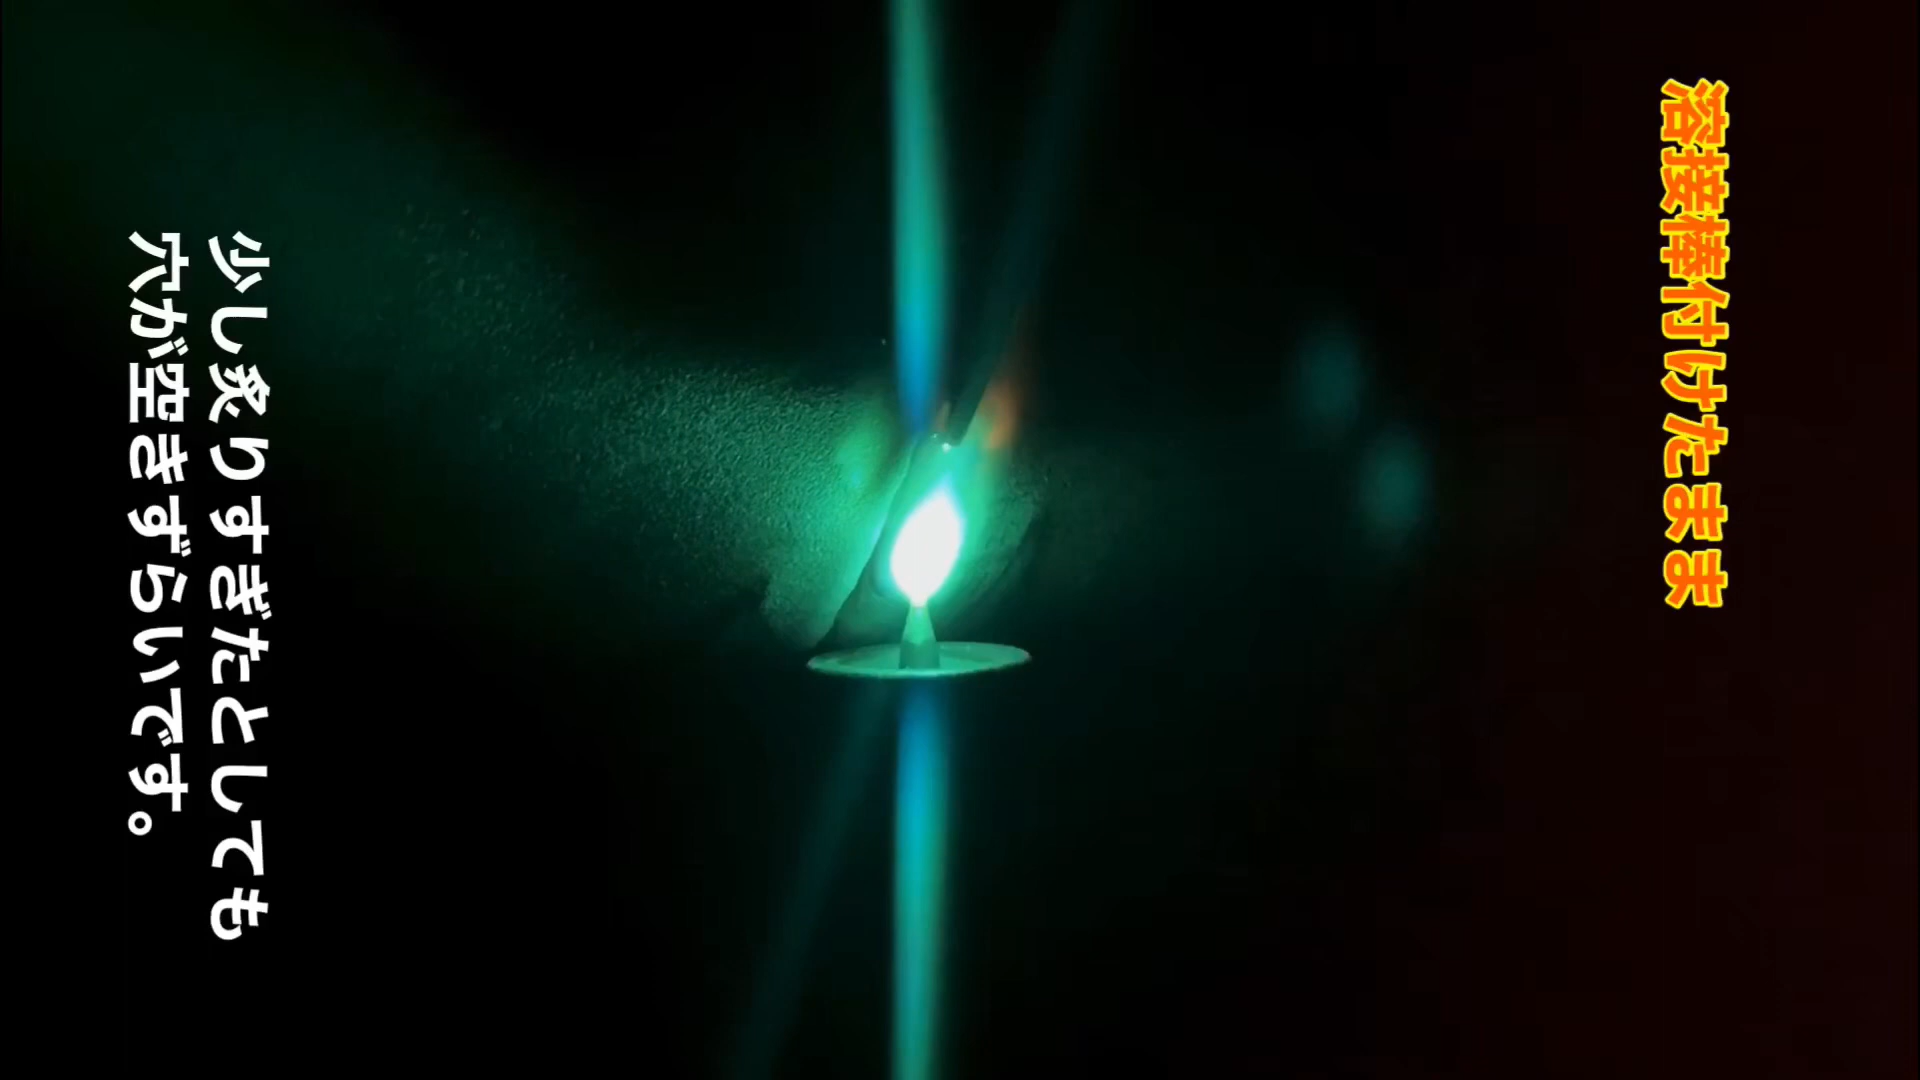 溶接棒付けたまま
少し炙りすぎたとしても
穴が空きずらいです。